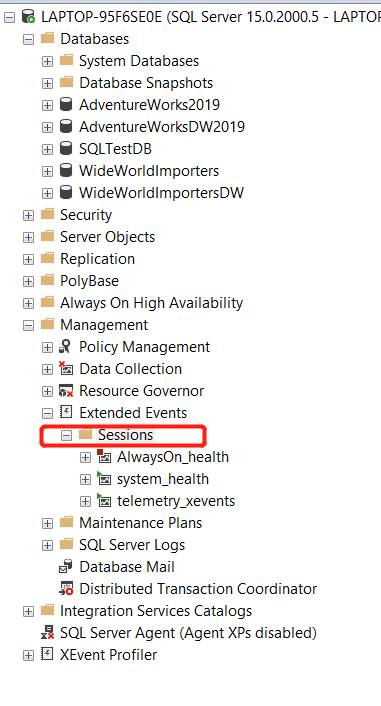 LAPTOP-95F6SE0E (SQL Server 15.0.2000.5 - LAPTOP
Databases
System Databases
Database Snapshots
AdventureWorks2019
AdventureWorksDW2019
SQLTestDB
WideWorldImporters
WideWorldImportersDW
Security
Server Objects
Replication
PolyBase
Always On High Availability
Management
Policy Management
Data Collection
Resource Governor
Extended Events
Sessions
AlwaysOn_health
system_health
telemetry_xevents
Maintenance Plans
SQL Server Logs
Database Mail
Distributed Transaction Coordinator
Integration Services Catalogs
SQL Server Agent (Agent XPs disabled)
XEvent Profiler